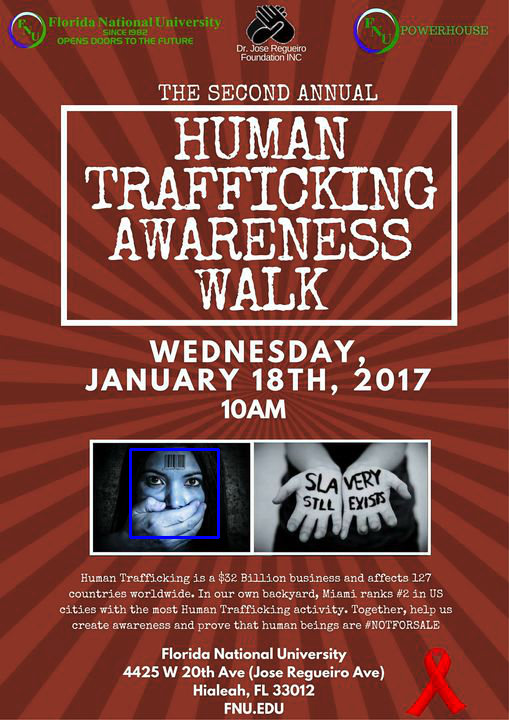 Florida National University
SINCE 1982
OPENS DOORS TO THE FUTURE
FNU
Dr. Jose Regueiro
Foundation INC
FNU
POWERHOUSE
THE SECOND ANNUAL
HUMAN
TRAFFICKING
AWARENESS
WALK
WEDNESDAY,
JANUARY 18TH, 2017
10AM
SLAVERY
STLL EXISTS
Human Trafficking is a $32 Billion business and affects 127
countries worldwide. In our own backyard, Miami ranks #2 in US
cities with the most Human Trafficking activity. Together, help us
create awareness and prove that human beings are #NOTFORSALE
Florida National University
4425 W 20th Ave (Jose Regueiro Ave)
Hialeah, FL 33012
FNU.EDU